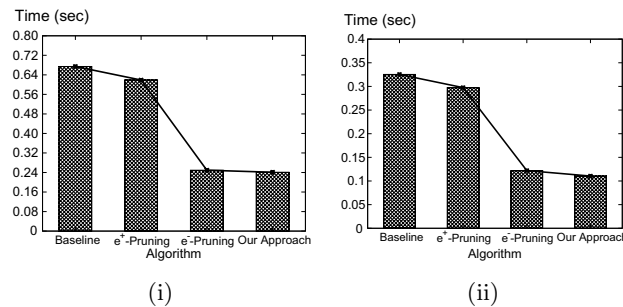 Time (sec)
0.80
0.72
0.64
0.56
0.48
0.40
0.32
0.24
0.16
0.08
0
Baseline e⁺-Pruning e⁻-Pruning Our Approach
Algorithm
(i)
Time (sec)
0.4
0.35
0.3
0.25
0.2
0.15
0.1
0.05
0
Baseline e⁺-Pruning e⁻-Pruning Our Approach
Algorithm
(ii)